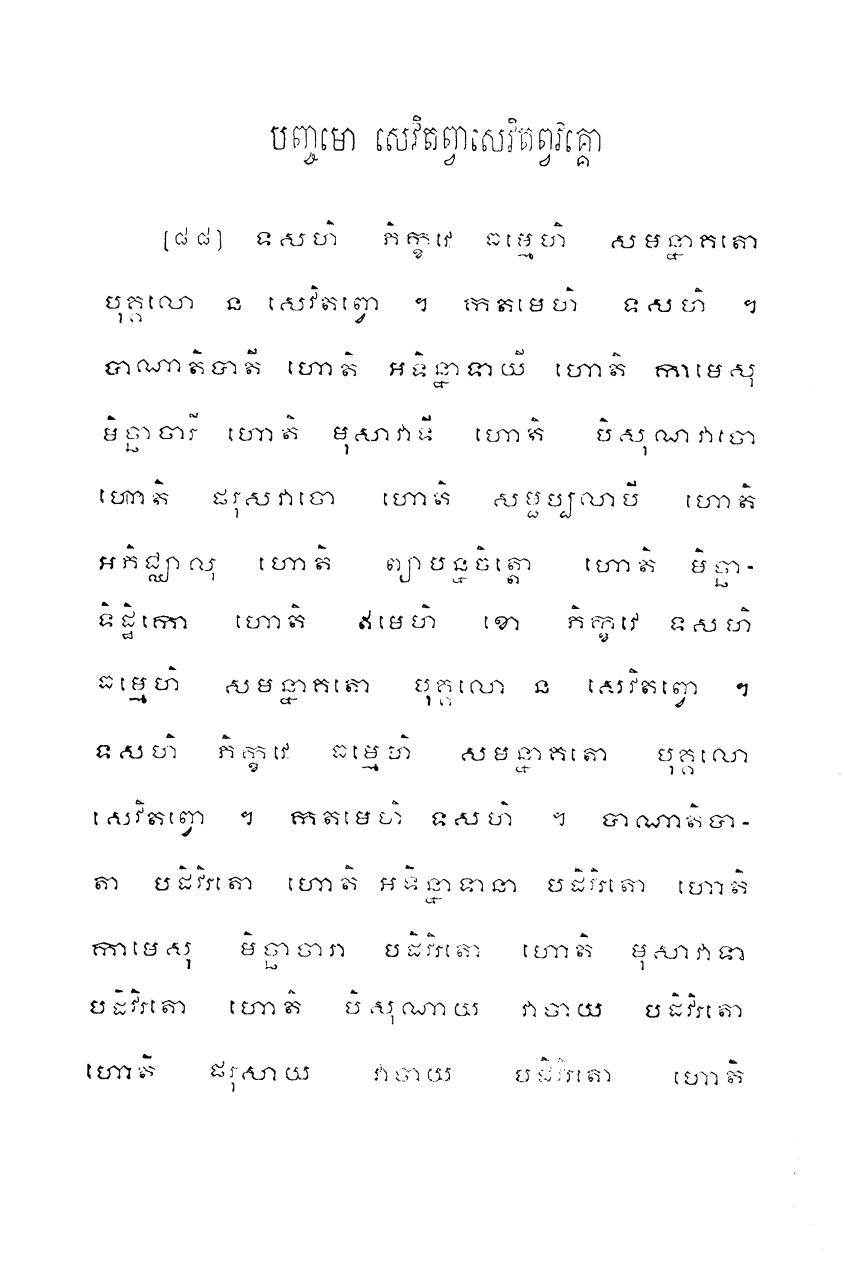 បញ្ចមោ សេវិតព្វាសេវិតព្វវគ្គោ
[៨៨] ទសហិ ភិក្ខវេ ធម្មេហិ សមន្នាគតោ
បុគ្គលោ ន សេវិតព្វោ ។ កតមេហិ ទសហិ ។
បាណាតិបាតី ហោតិ អទិន្នាទាយី ហោតិ កាមេសុ
មិច្ឆាចារី ហោតិ មុសាវាទី ហោតិ បិសុណវាចោ
ហោតិ ផរុសវាចោ ហោតិ សម្ផប្បលាបី ហោតិ
អភិជ្ឈាលុ ហោតិ ព្យាបន្នចិត្តោ ហោតិ មិច្ឆា-
ទិដ្ឋិកោ ហោតិ ឥមេហិ ខោ ភិក្ខវេ ទសហិ
ធម្មេហិ សមន្នាគតោ បុគ្គលោ ន សេវិតព្វោ ។
ទសហិ ភិក្ខវេ ធម្មេហិ សមន្នាគតោ បុគ្គលោ
សេវិតព្វោ ។ កតមេហិ ទសហិ ។ បាណាតិបា-
តា បដិវិរតោ ហោតិ អទិន្នាទានា បដិវិរតោ ហោតិ
កាមេសុ មិច្ឆាចារា បដិវិរតោ ហោតិ មុសាវាទា
បដិវិរតោ ហោតិ បិសុណាយ វាចាយ បដិវិរតោ
ហោតិ ផរុសាយ វាចាយ បដិវិរតោ ហោតិ